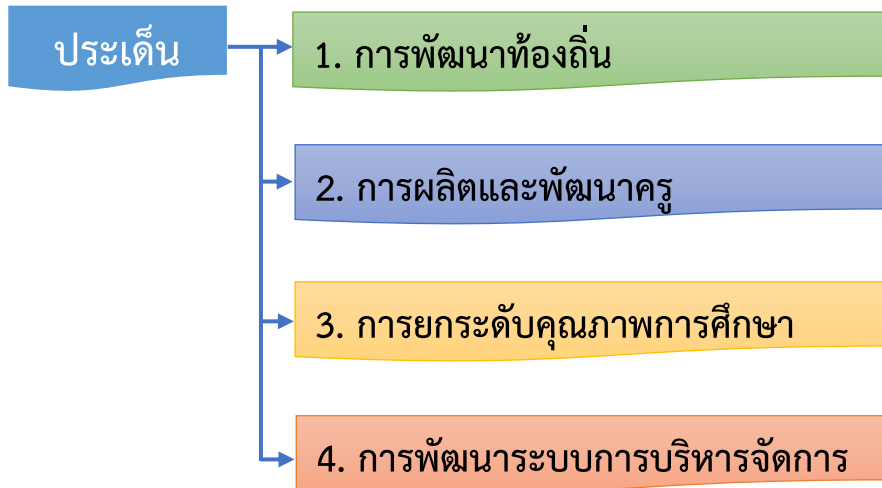 ประเด็น
1. การพัฒนาท้องถิ่น
2. การผลิตและพัฒนาครู
3. การยกระดับคุณภาพการศึกษา
4. การพัฒนาระบบการบริหารจัดการ